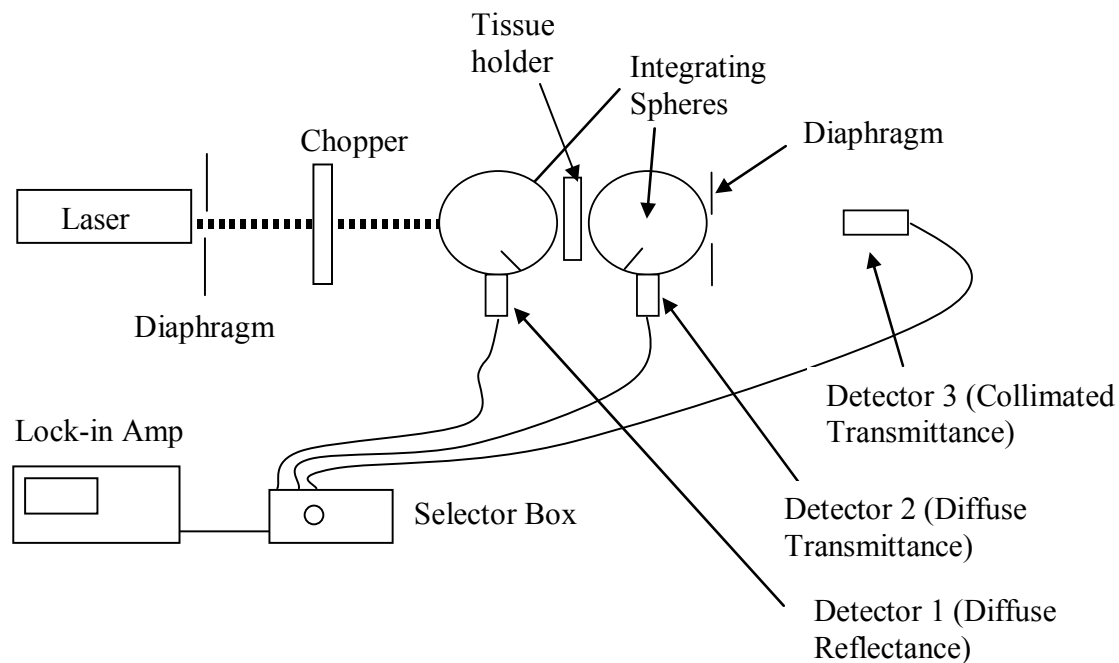 Tissue
holder
Integrating
Spheres
Chopper
Diaphragm
Laser
Diaphragm
Detector 3 (Collimated
Transmittance)
Lock-in Amp
Selector Box
Detector 2 (Diffuse
Transmittance)
Detector 1 (Diffuse
Reflectance)